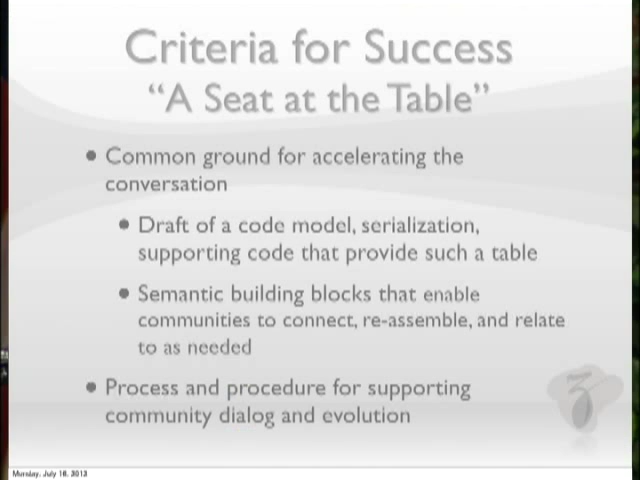 Criteria for Success
“A Seat at the Table”
• Common ground for accelerating the
conversation
• Draft of a code model, serialization,
supporting code that provide such a table
• Semantic building blocks that enable
communities to connect, re-assemble, and relate
to as needed
• Process and procedure for supporting
community dialog and evolution
3
Monday, July 16, 2013